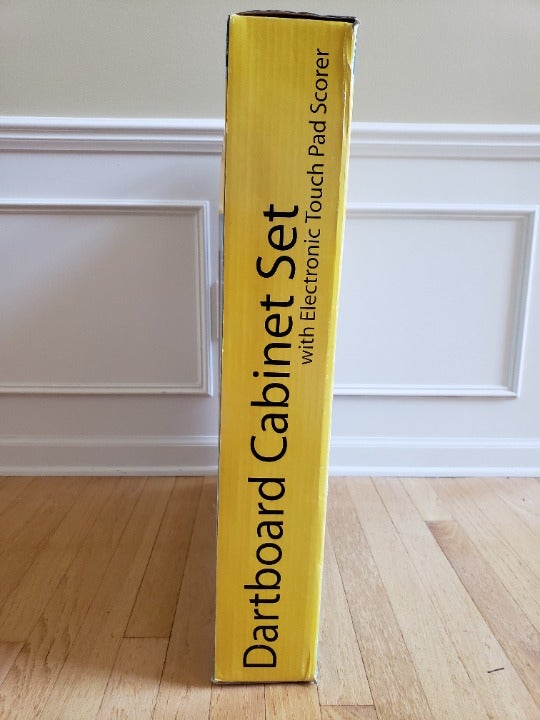 Dartboard Cabinet Set
with Electronic Touch Pad Scorer